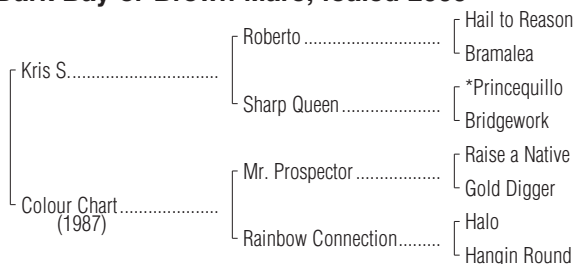 Dark Bay or Brown Mare; foaled
Hail to Reason
Roberto ..................................
Bramalea
Kris S....................................
*Princequillo
Sharp Queen ........................
Bridgework
Raise a Native
Mr. Prospector .....................
Gold Digger
Colour Chart........................
(1987)
Halo
Rainbow Connection..........
Hangin Round